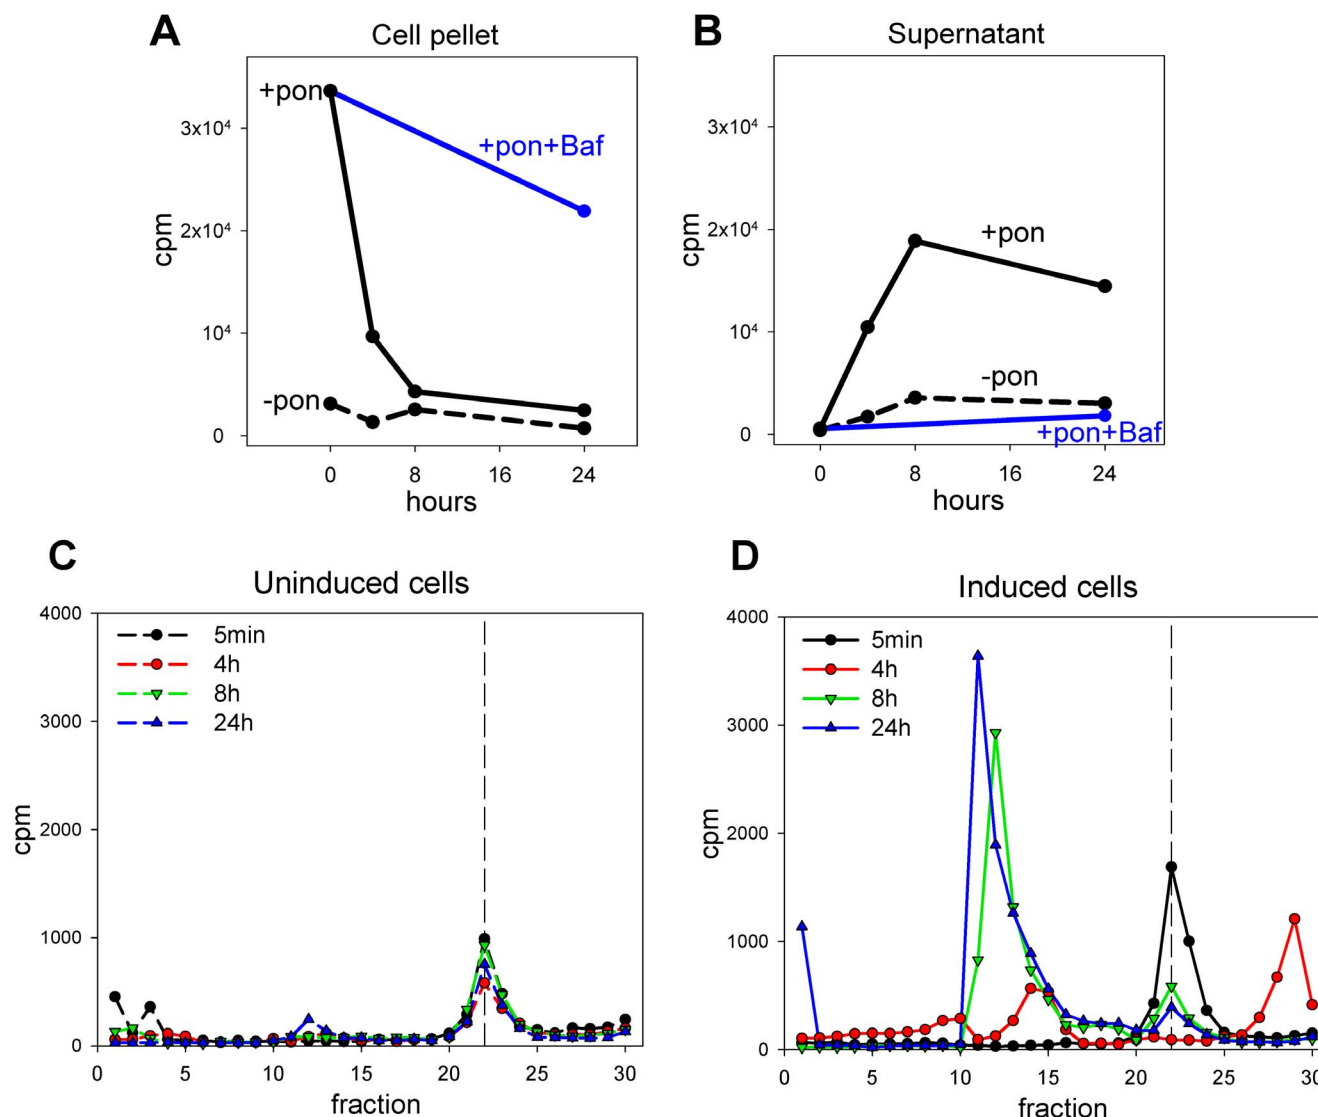 A
Cell pellet
+pon
3x10⁴
+pon+Baf
2x10⁴
cpm
10⁴
-pon
0
0
8
16
24
hours
B
Supernatant
3x10⁴
2x10⁴
+pon
cpm
10⁴
-pon
0
+pon+Baf
0
8
16
24
hours
C
Uninduced cells
4000
5min
4h
8h
24h
3000
2000
cpm
1000
0
0
5
10
15
20
25
30
fraction
D
Induced cells
4000
5min
4h
8h
24h
3000
2000
cpm
1000
0
0
5
10
15
20
25
30
fraction